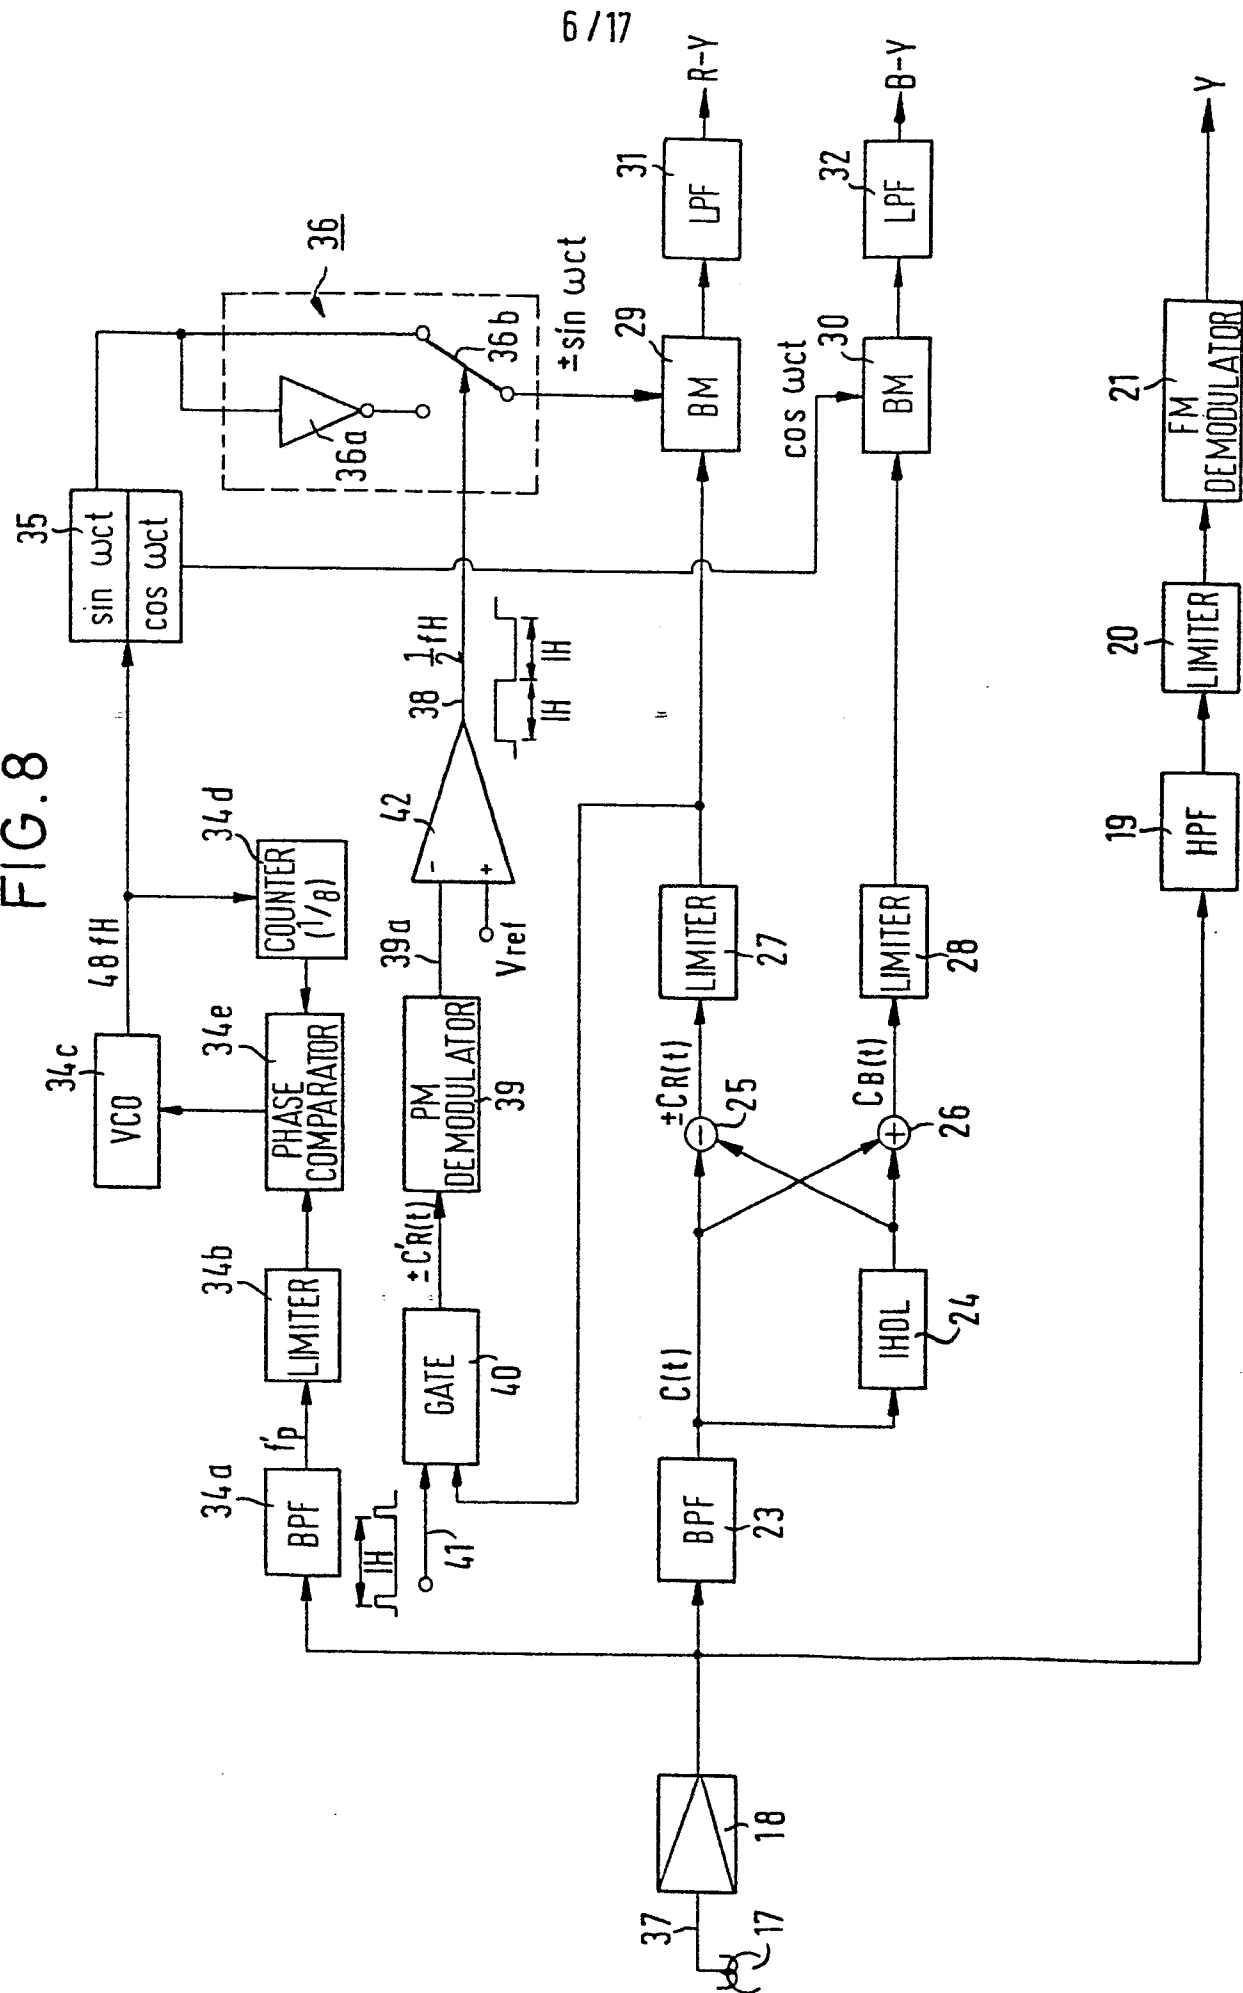 6/17
FIG. 8
34c
VCO
48fH
35
sin ωct
cos ωct
34a
BPF
f'p
34b
LIMITER
34e
PHASE
COMPARATOR
34d
COUNTER
(1/8)
36
36a
36b
±sin ωct
1H
41
GATE
40
±C'R(t)
PM
DEMODULATOR
39
39a
42
-
+
Vref
38
1/2 fH
1H
1H
37
17
18
BPF
23
C(t)
1HDL
24
-
25
±CR(t)
+
26
CB(t)
LIMITER
27
LIMITER
28
29
BM
31
LPF
R-Y
cos ωct
30
BM
32
LPF
B-Y
19
HPF
20
LIMITER
21
FM
DEMODULATOR
Y